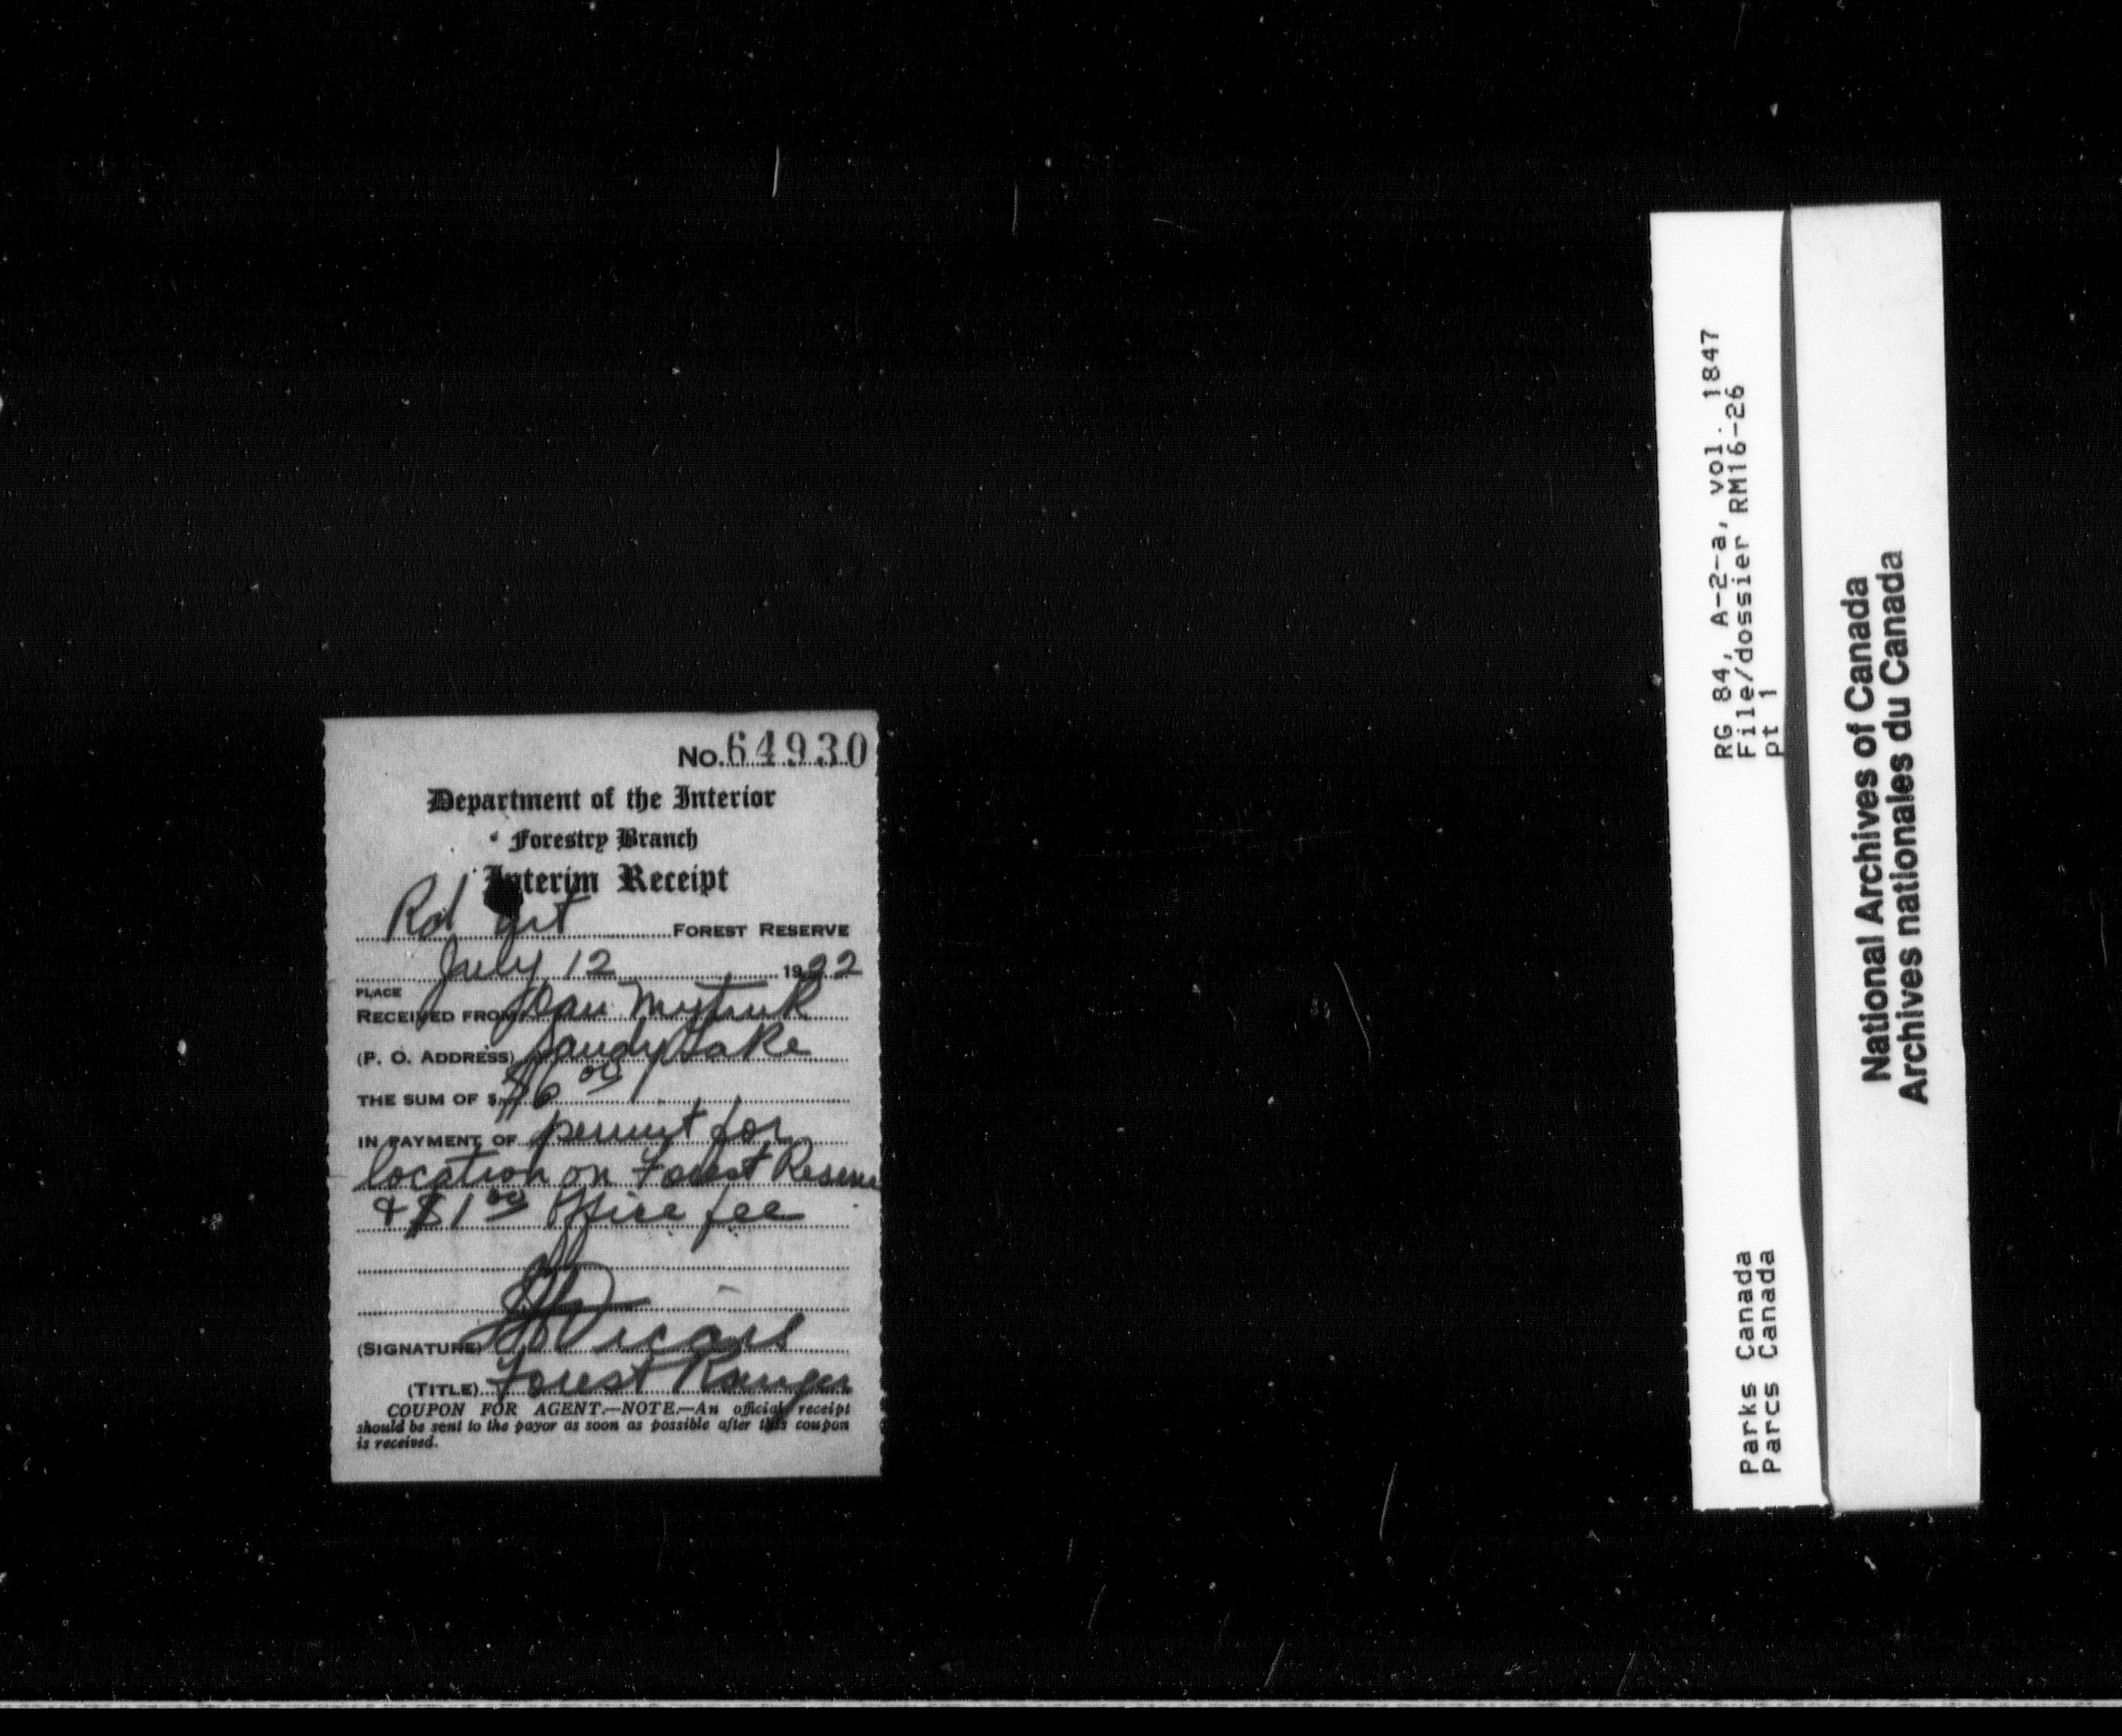 No. 64930
Department of the Interior
Forestry Branch
Interim Receipt
Rd Mt FOREST RESERVE
July 12 1922
PLACE
RECEIVED FROM Dan Mytruk
(P. O. ADDRESS) Sandy Lake
THE SUM OF $ $6 00
IN PAYMENT OF permit for
location on Forest Reserve
& $1 00 Office fee
(SIGNATURE)
(TITLE) Forest Ranger
COUPON FOR AGENT.—NOTE.—An official receipt
should be sent to the payor as soon as possible after this coupon
is received.
RG 84, A-2-a, vol. 1847
File/dossier RM16-26
pt 1
Parks Canada
Parcs Canada
National Archives of Canada
Archives nationales du Canada